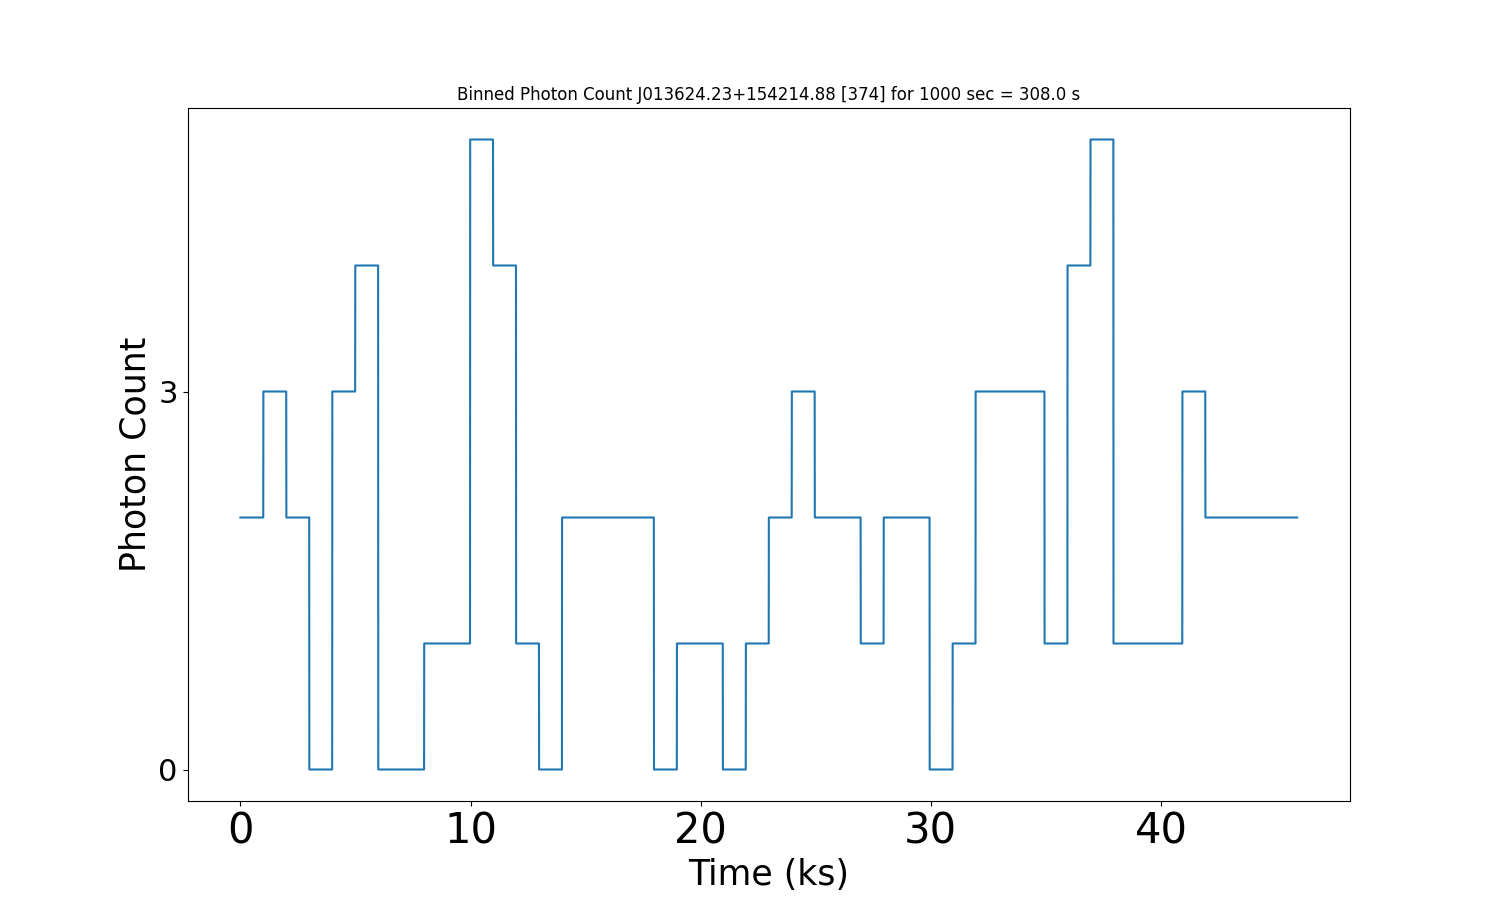 Binned Photon Count J013624.23+154214.88 [374] for 1000 sec = 308.0 s
Photon Count
3
0
0 10 20 30 40
Time (ks)